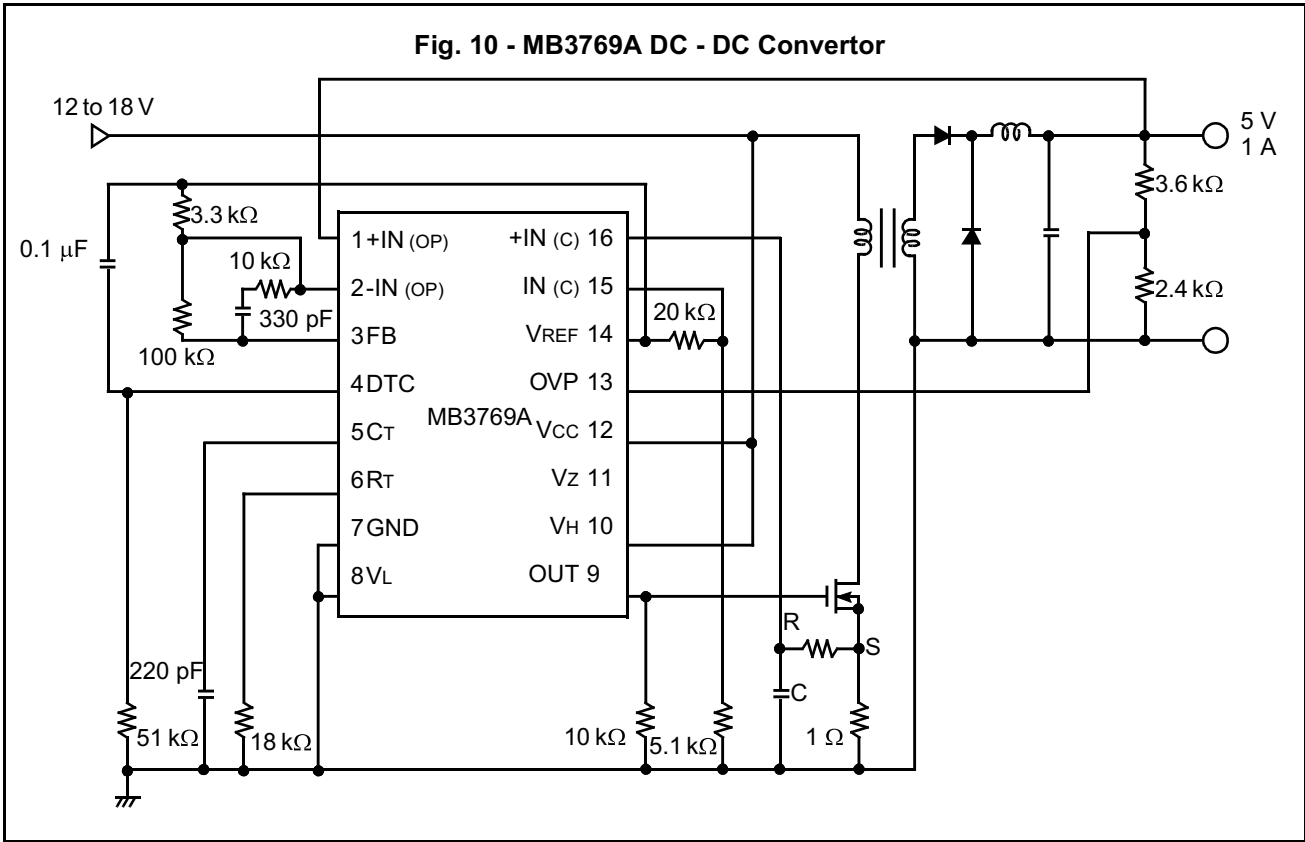 Fig. 10 - MB3769A DC - DC Convertor
12 to 18 V
5 V
1 A
3.3 kΩ
3.6 kΩ
0.1 μF
10 kΩ
330 pF
100 kΩ
20 kΩ
2.4 kΩ
1 +IN (OP)
+IN (C) 16
2 -IN (OP)
IN (C) 15
3 FB
VREF 14
4 DTC
OVP 13
MB3769A
5 CT
VCC 12
6 RT
VZ 11
7 GND
VH 10
8 VL
OUT 9
R
S
C
220 pF
51 kΩ
18 kΩ
10 kΩ
5.1 kΩ
1 Ω